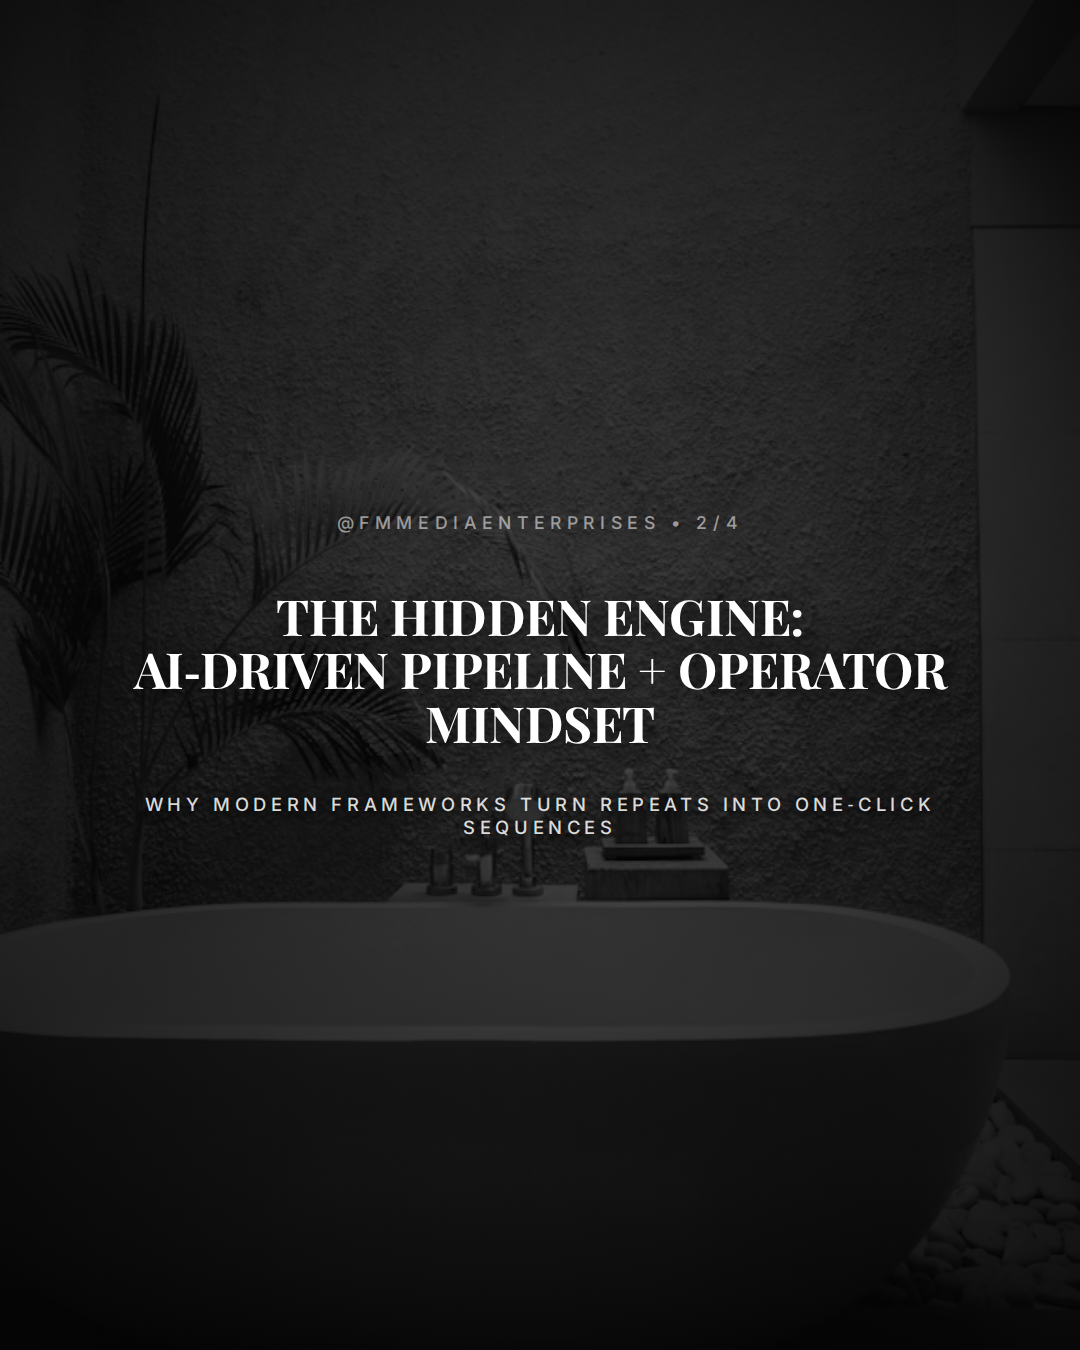 @FMMEDIAENTERPRISES • 2/4
THE HIDDEN ENGINE:
AI-DRIVEN PIPELINE + OPERATOR
MINDSET
WHY MODERN FRAMEWORKS TURN REPEATS INTO ONE-CLICK
SEQUENCES